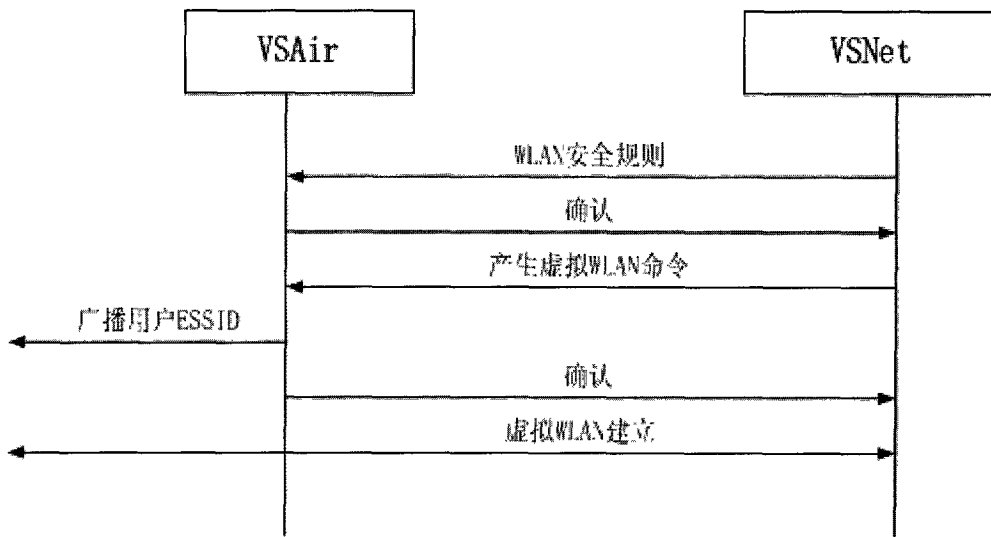 VSAir
VSNet
WLAN安全规则
确认
产生虚拟WLAN命令
广播用户ESSID
确认
虚拟WLAN建立